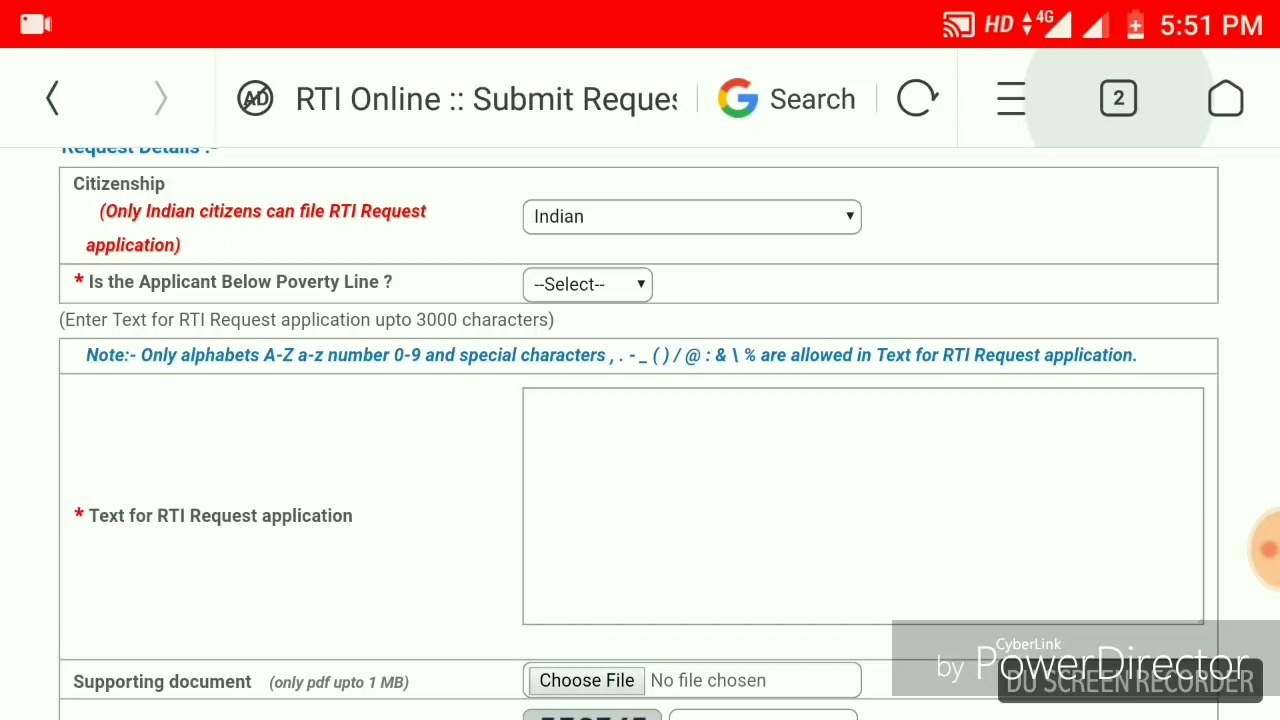 HD 4G 5:51 PM
AD RTI Online :: Submit Reques Search 2
Request Details :-
Citizenship
(Only Indian citizens can file RTI Request
application)
Indian
* Is the Applicant Below Poverty Line ? --Select--
(Enter Text for RTI Request application upto 3000 characters)
Note:- Only alphabets A-Z a-z number 0-9 and special characters , . - _ ( ) / @ : & \ % are allowed in Text for RTI Request application.
* Text for RTI Request application
CyberLink
by PowerDirector
Supporting document (only pdf upto 1 MB) Choose File No file chosen
DU SCREEN RECORDER